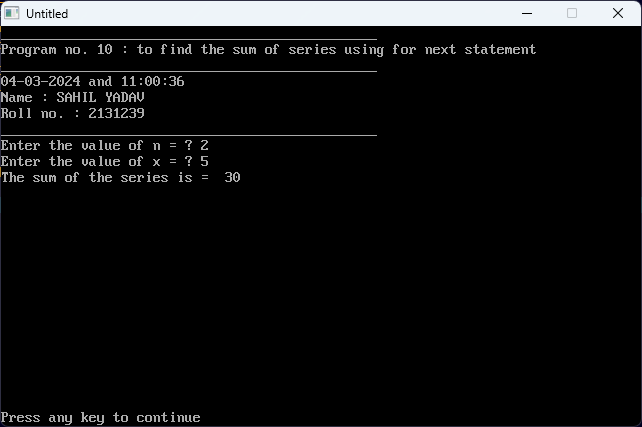 Untitled
Program no. 10 : to find the sum of series using for next statement
04-03-2024 and 11:00:36
Name : SAHIL YADAV
Roll no. : 2131239
Enter the value of n = ? 2
Enter the value of x = ? 5
The sum of the series is =  30
Press any key to continue